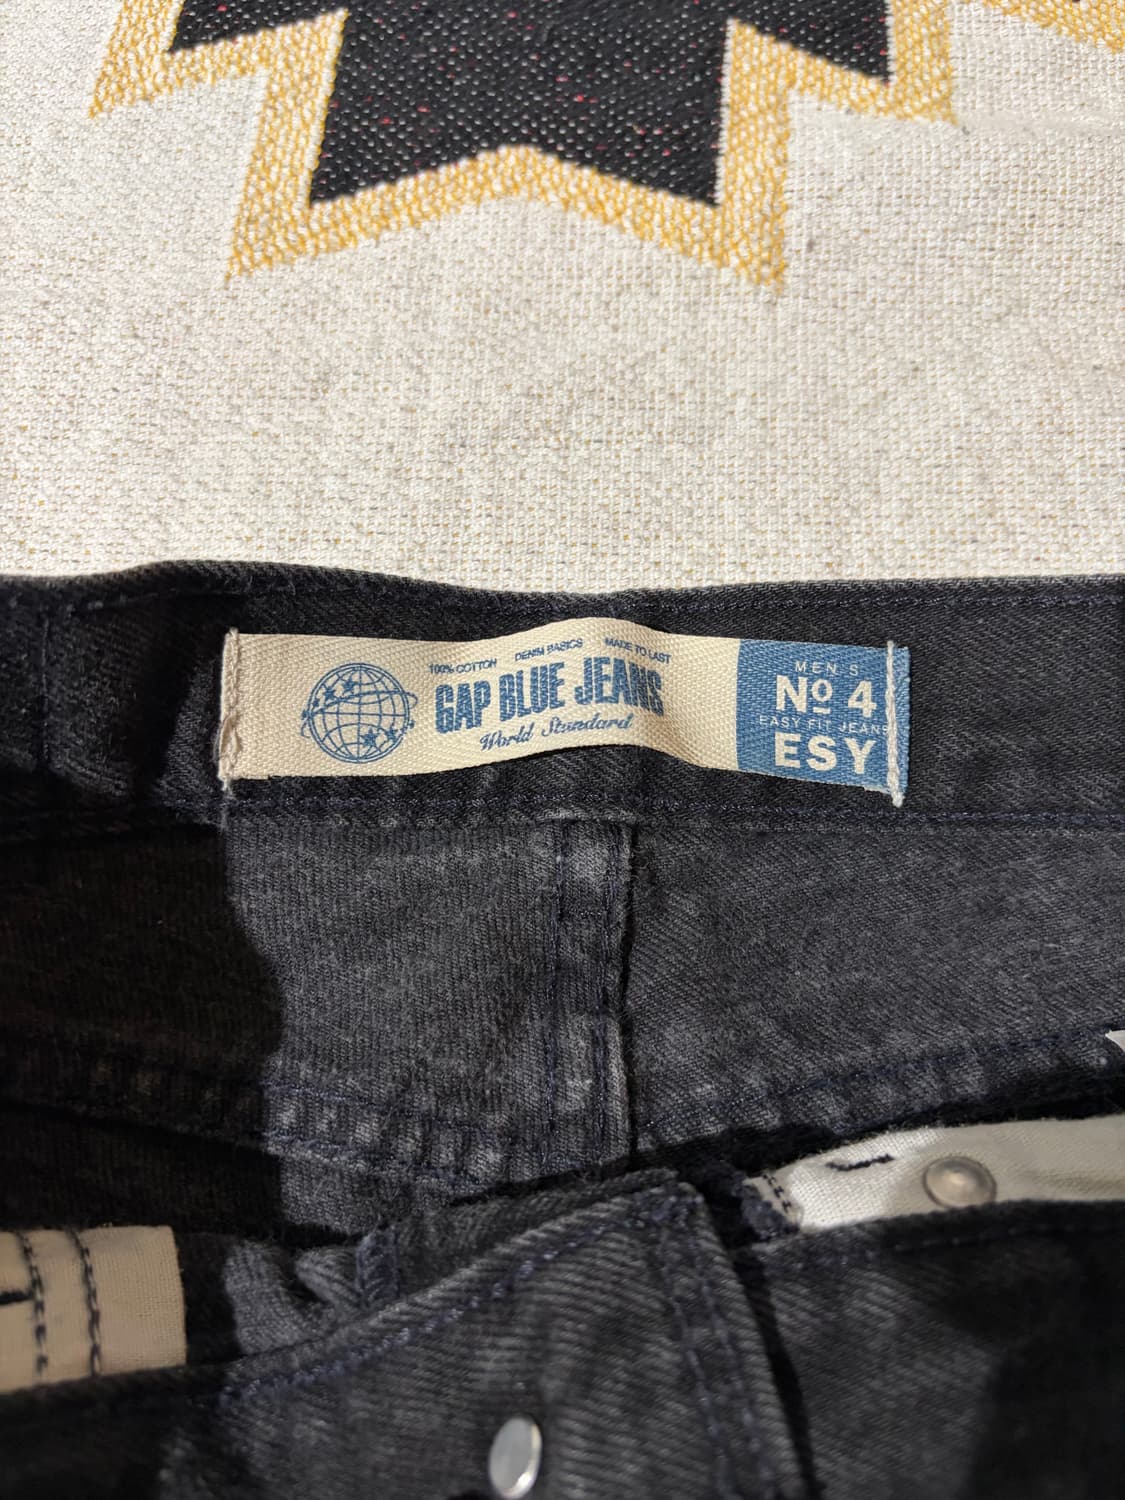 100% COTTON DENIM BASICS MADE TO LAST
GAP BLUE JEANS
World Standard
MEN'S
Nº 4
EASY FIT JEANS
ESY